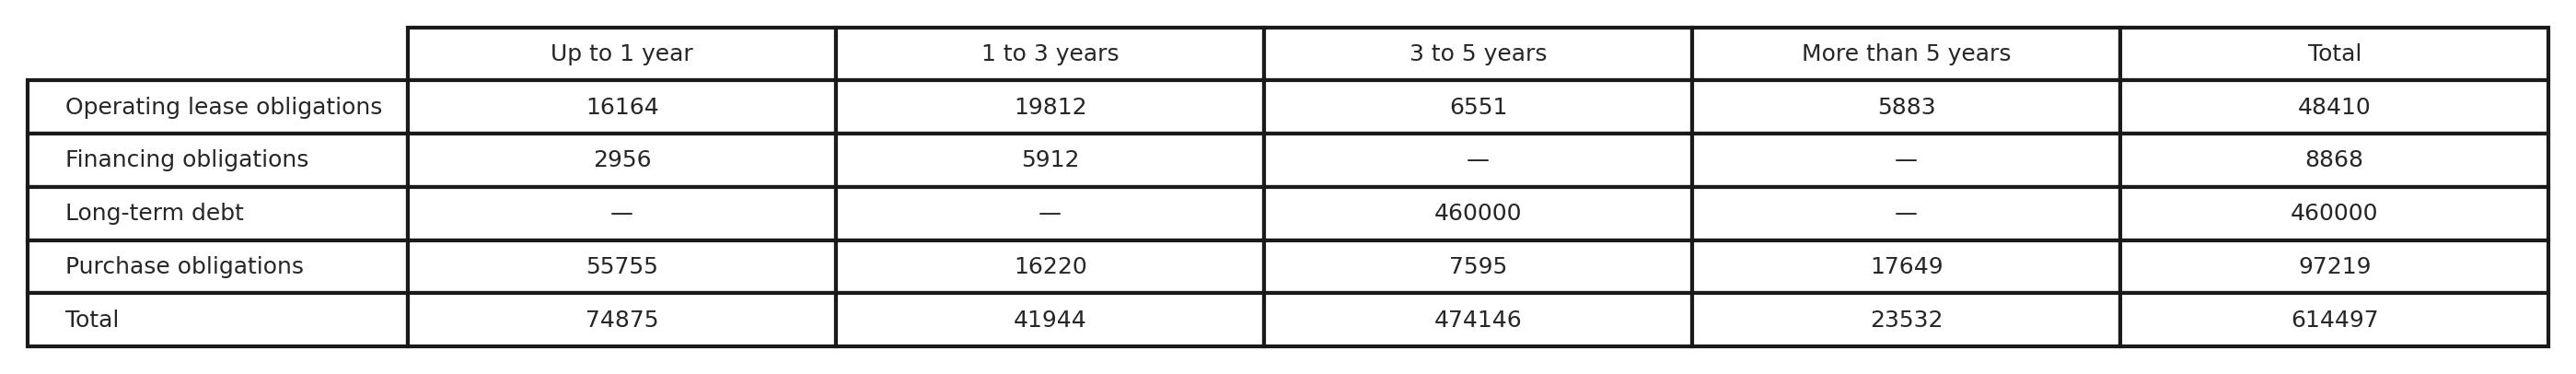 Up to 1 year 1 to 3 years 3 to 5 years More than 5 years Total
Operating lease obligations 16164 19812 6551 5883 48410
Financing obligations 2956 5912 — — 8868
Long-term debt — — 460000 — 460000
Purchase obligations 55755 16220 7595 17649 97219
Total 74875 41944 474146 23532 614497